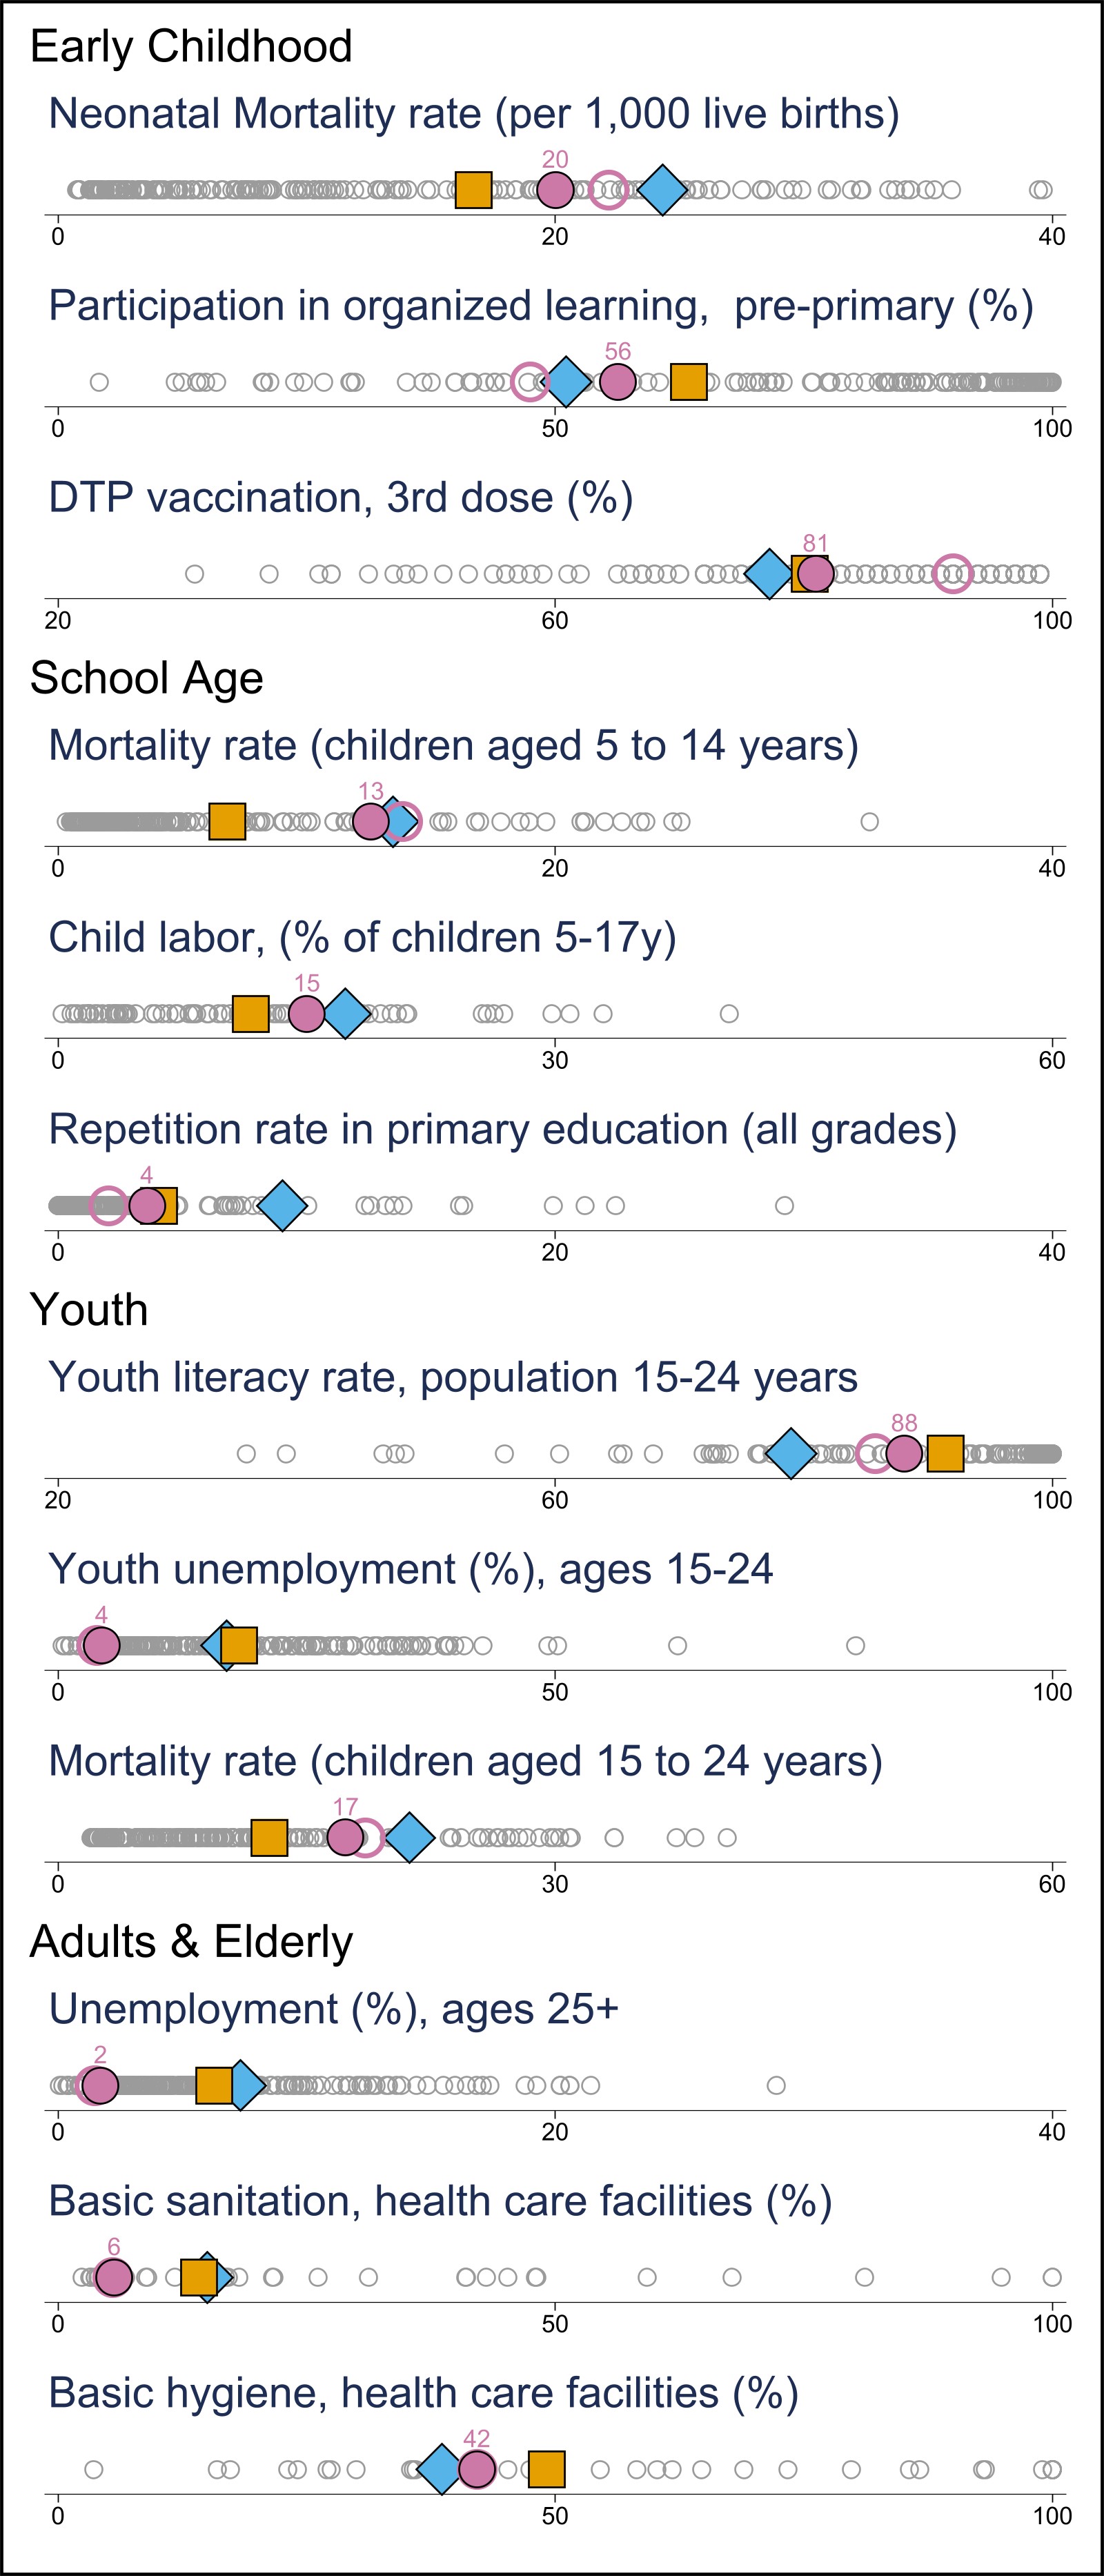 Early Childhood
Neonatal Mortality rate (per 1,000 live births)
20
0 20 40
Participation in organized learning, pre-primary (%)
56
0 50 100
DTP vaccination, 3rd dose (%)
81
20 60 100
School Age
Mortality rate (children aged 5 to 14 years)
13
0 20 40
Child labor, (% of children 5-17y)
15
0 30 60
Repetition rate in primary education (all grades)
4
0 20 40
Youth
Youth literacy rate, population 15-24 years
88
20 60 100
Youth unemployment (%), ages 15-24
4
0 50 100
Mortality rate (children aged 15 to 24 years)
17
0 30 60
Adults & Elderly
Unemployment (%), ages 25+
2
0 20 40
Basic sanitation, health care facilities (%)
6
0 50 100
Basic hygiene, health care facilities (%)
42
0 50 100